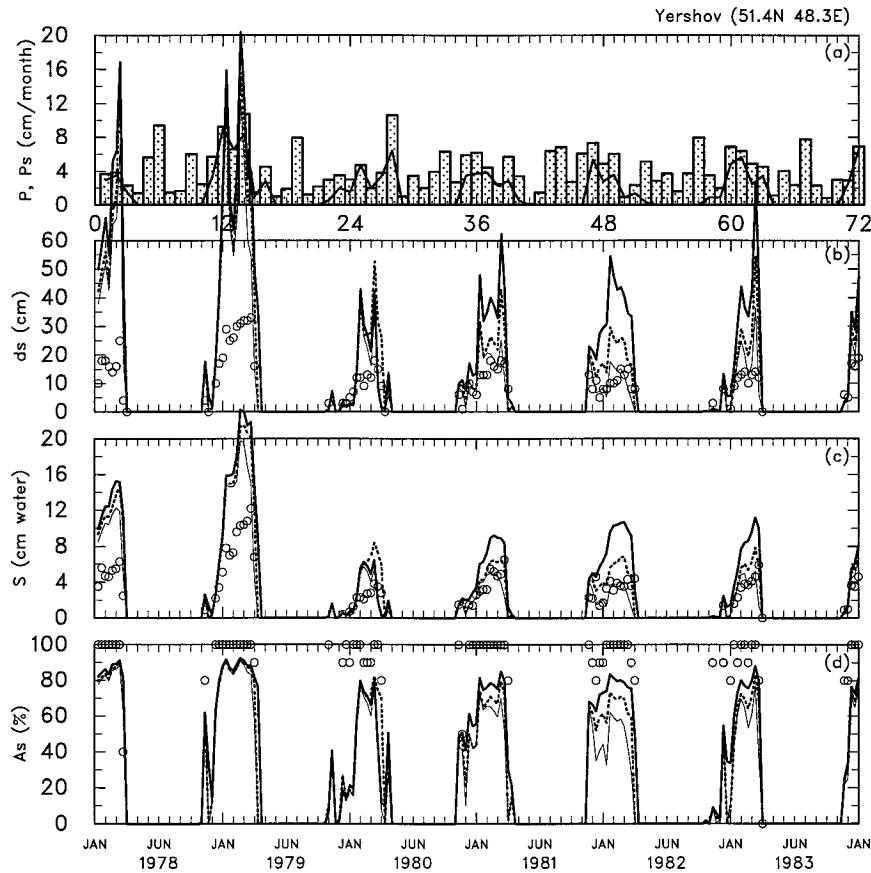 Yershov (51.4N 48.3E)
(a)
P, Ps (cm/month)
20
16
12
8
4
0
0 12 24 36 48 60 72
(b)
ds (cm)
60
50
40
30
20
10
0
(c)
S (cm water)
20
16
12
8
4
0
(d)
As (%)
100
80
60
40
20
0
JAN JUN JAN JUN JAN JUN JAN JUN JAN JUN JAN JUN JAN
1978 1979 1980 1981 1982 1983